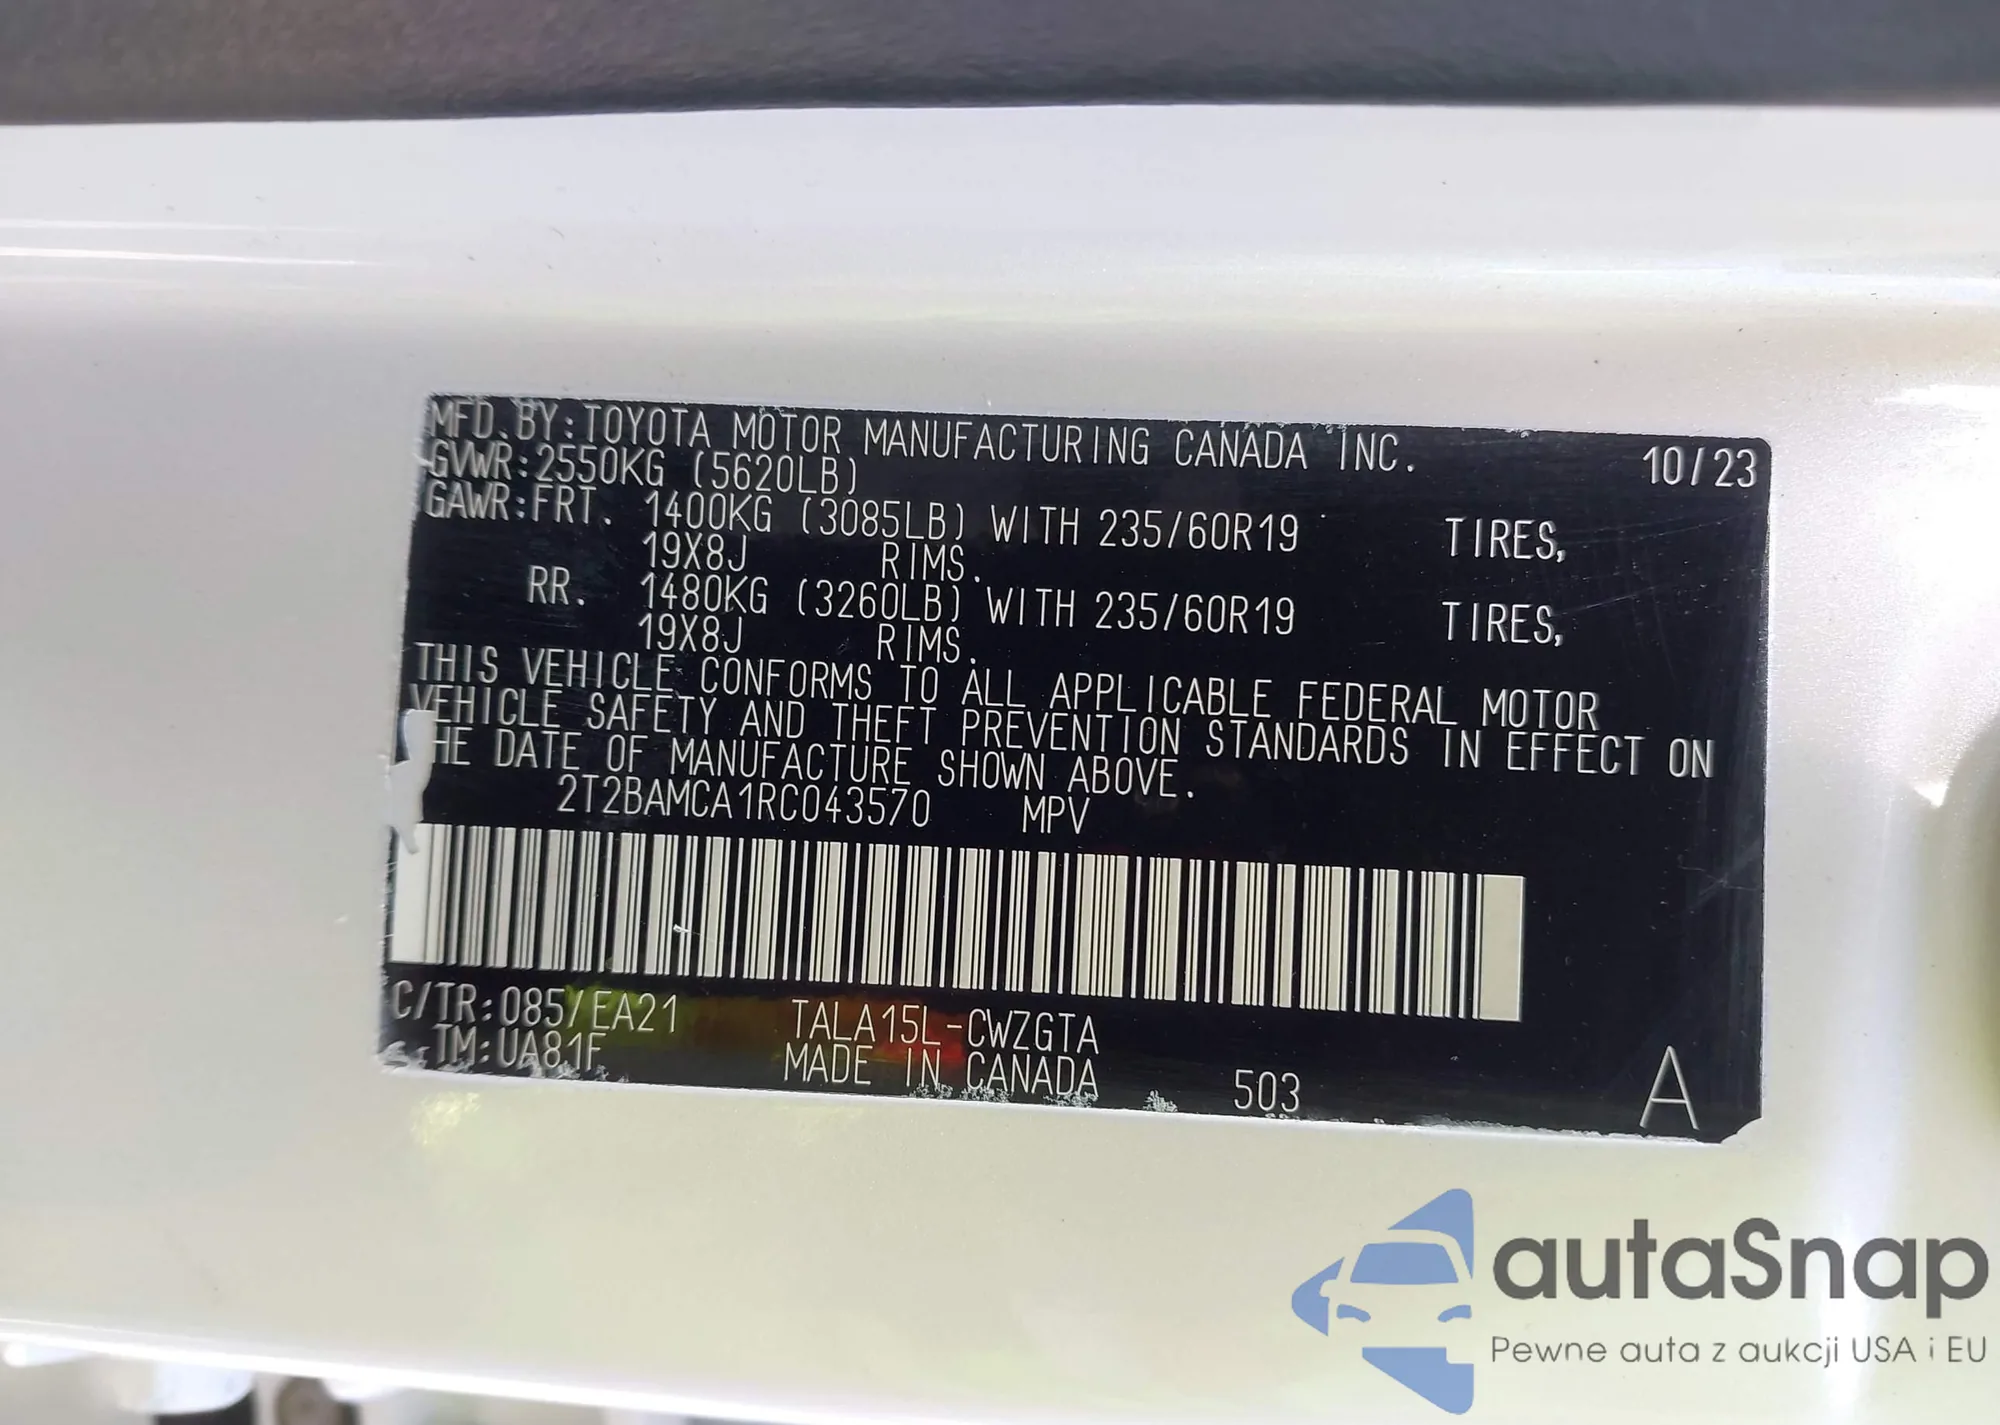 MFD. BY: TOYOTA MOTOR MANUFACTURING CANADA INC. 10/23
GVWR: 2550KG (5620LB)
GAWR: FRT. 1400KG (3085LB) WITH 235/60R19 TIRES,
19X8J RIMS.
RR. 1480KG (3260LB) WITH 235/60R19 TIRES,
19X8J RIMS.
THIS VEHICLE CONFORMS TO ALL APPLICABLE FEDERAL MOTOR
VEHICLE SAFETY AND THEFT PREVENTION STANDARDS IN EFFECT ON
HE DATE OF MANUFACTURE SHOWN ABOVE.
2T2BAMCA1RC043570 MPV
C/TR: 085/EA21 TALA15L-CWZGTA
TM: UA81F MADE IN CANADA 503 A
autaSnap
Pewne auta z aukcji USA i EU